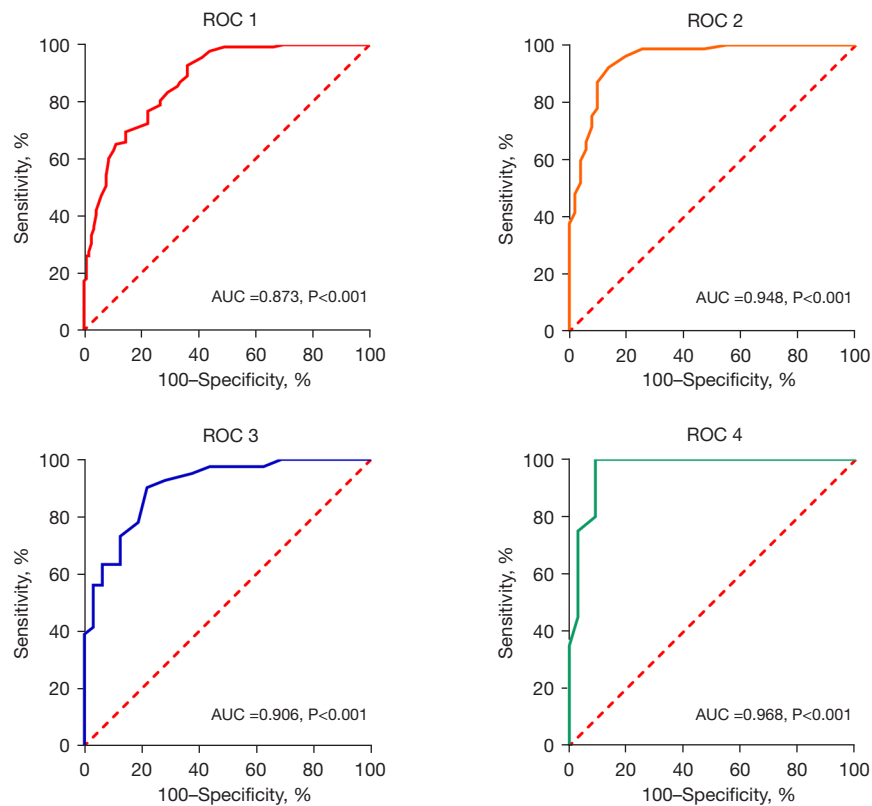 ROC 1
Sensitivity, %
100
80
60
40
20
0
AUC =0.873, P<0.001
0 20 40 60 80 100
100–Specificity, %
ROC 2
Sensitivity, %
100
80
60
40
20
0
AUC =0.948, P<0.001
0 20 40 60 80 100
100–Specificity, %
ROC 3
Sensitivity, %
100
80
60
40
20
0
AUC =0.906, P<0.001
0 20 40 60 80 100
100–Specificity, %
ROC 4
Sensitivity, %
100
80
60
40
20
0
AUC =0.968, P<0.001
0 20 40 60 80 100
100–Specificity, %